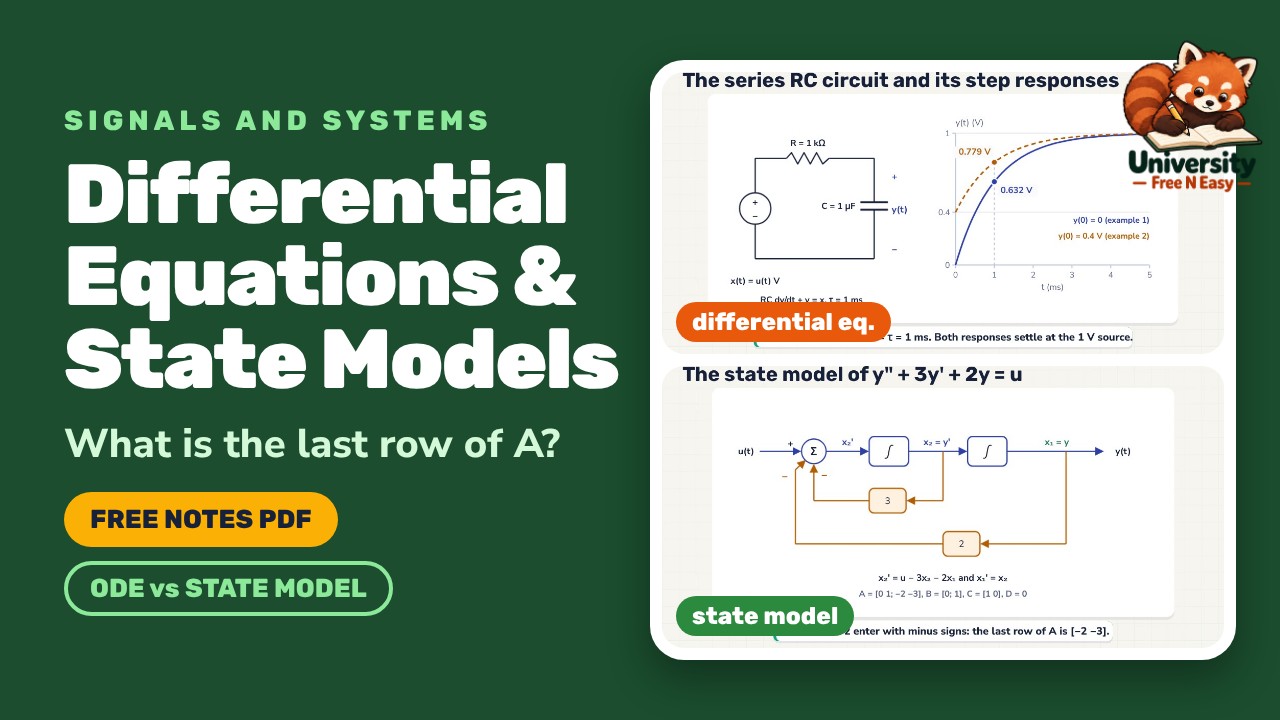 SIGNALS AND SYSTEMS
Differential
Equations &
State Models
What is the last row of A?
FREE NOTES PDF
ODE vs STATE MODEL
The series RC circuit and its step responses
R = 1 kΩ
+
−
C = 1 µF
+
y(t)
−
x(t) = u(t) V
RC dy/dt + y = x, τ = 1 ms
y(t) (V)
1
0.779 V
0.632 V
0.4
y(0) = 0 (example 1)
y(0) = 0.4 V (example 2)
0
0 1 2 3 4 5
t (ms)
differential eq.
τ = 1 ms. Both responses settle at the 1 V source.
University
Free N Easy
The state model of y" + 3y' + 2y = u
u(t)
+
Σ
x₂'
∫
x₂ = y'
∫
x₁ = y
y(t)
−
−
3
2
x₂' = u − 3x₂ − 2x₁ and x₁' = x₂
A = [0 1; −2 −3], B = [0; 1], C = [1 0], D = 0
state model
2 enter with minus signs: the last row of A is [−2 −3].